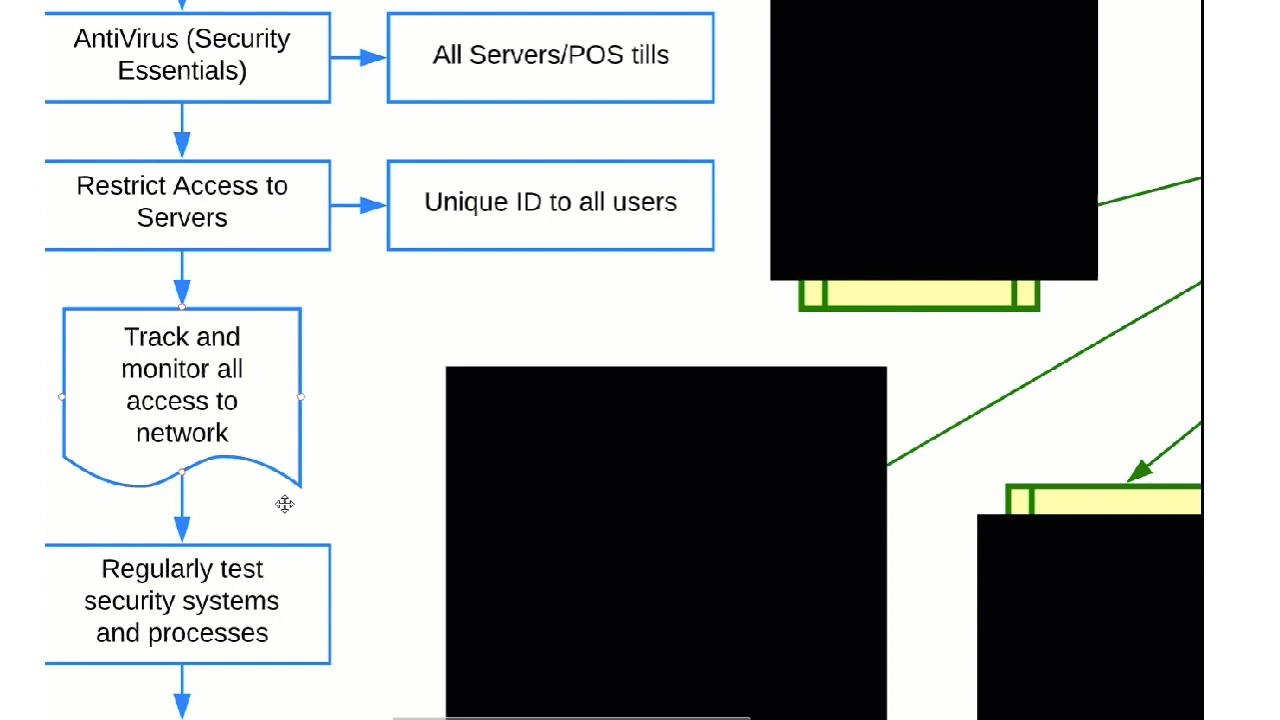 AntiVirus (Security
Essentials)
All Servers/POS tills
Restrict Access to
Servers
Unique ID to all users
Track and
monitor all
access to
network
Regularly test
security systems
and processes